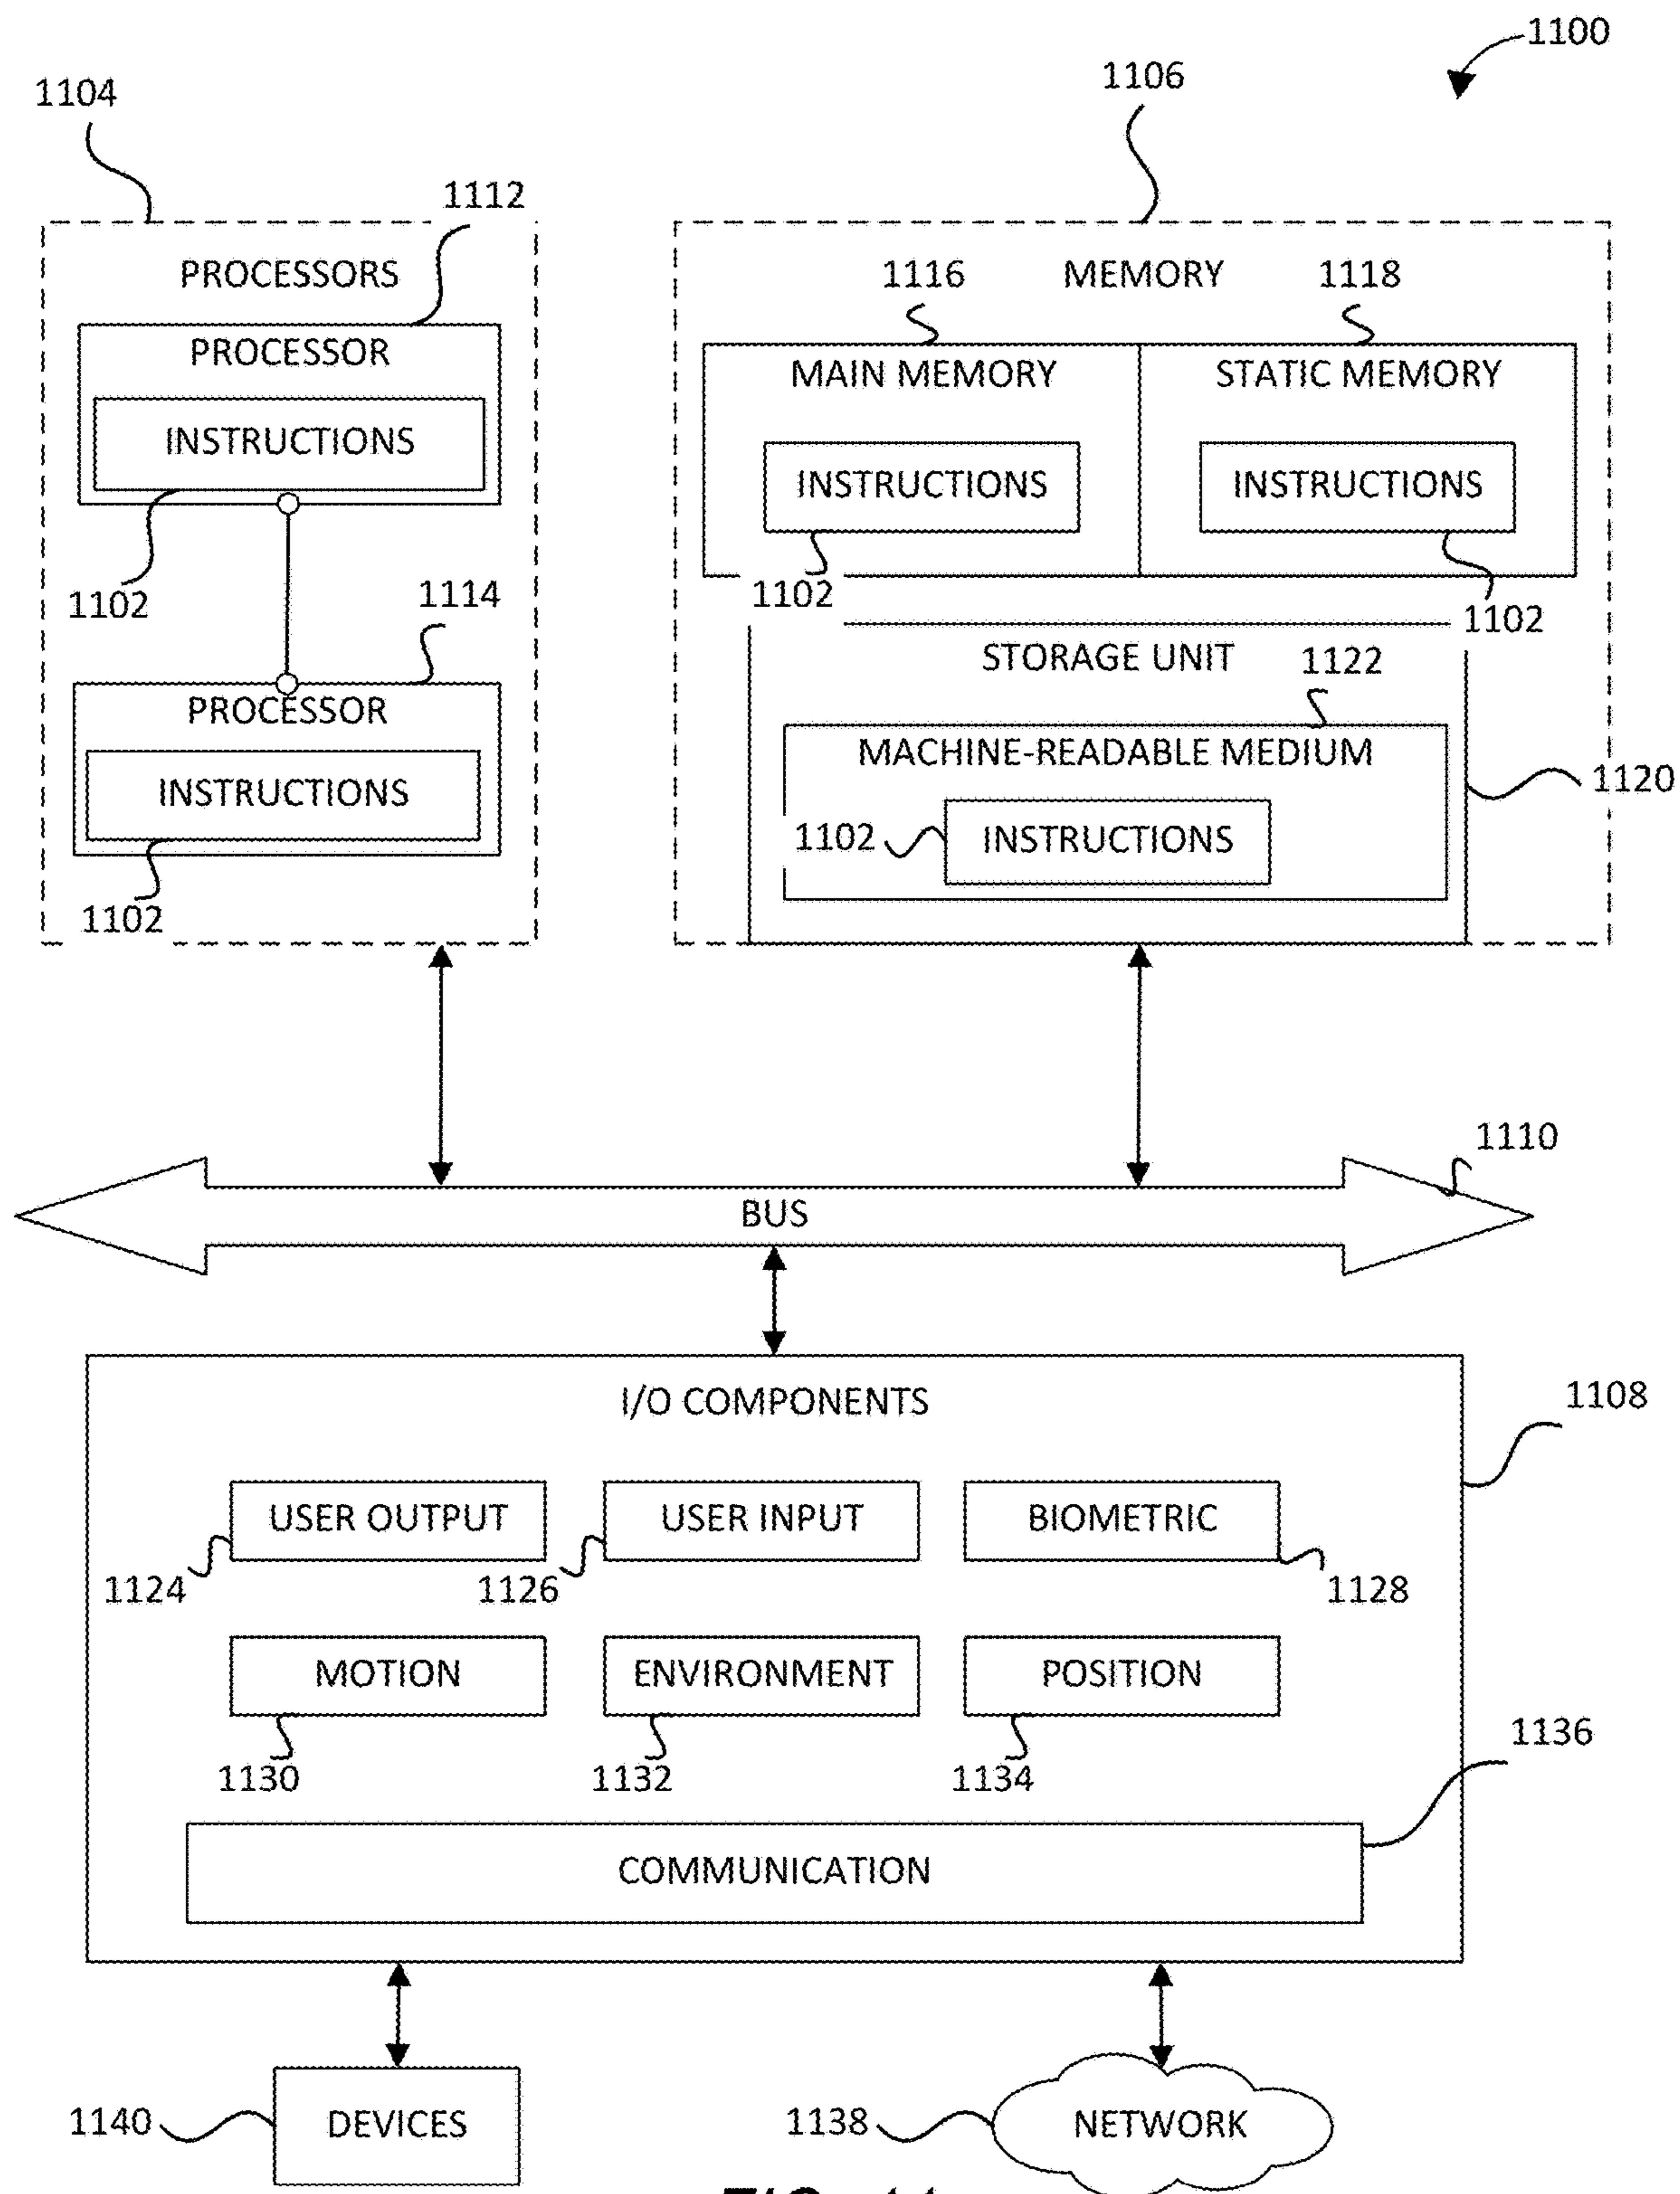 1100
1104
1106
1112
PROCESSORS
1116
MEMORY
1118
PROCESSOR
MAIN MEMORY
STATIC MEMORY
INSTRUCTIONS
INSTRUCTIONS
INSTRUCTIONS
1102
1114
1102
1102
STORAGE UNIT
1122
PROCESSOR
MACHINE-READABLE MEDIUM
1120
INSTRUCTIONS
1102
INSTRUCTIONS
1102
1110
BUS
1108
I/O COMPONENTS
USER OUTPUT
USER INPUT
BIOMETRIC
1124
1126
1128
MOTION
ENVIRONMENT
POSITION
1136
1130
1132
1134
COMMUNICATION
1140
DEVICES
1138
NETWORK